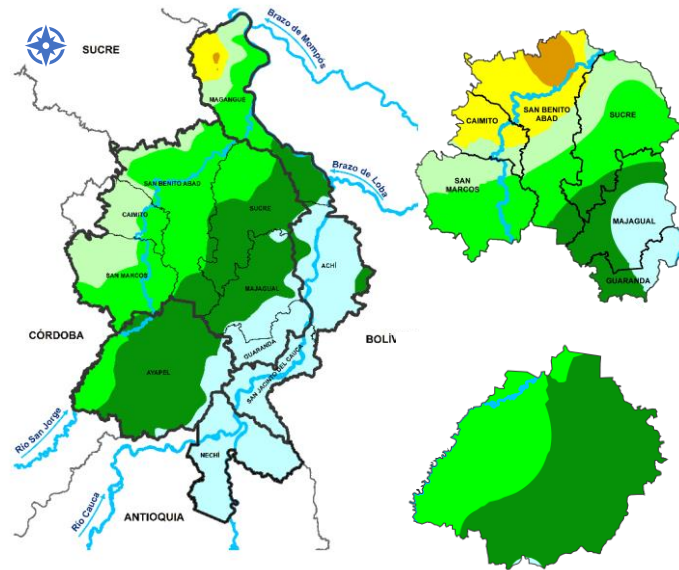 SUCRE
Brazo de Mompós
MAGANGUE
SAN BENITO ABAD
Brazo de Loba
CAIMITO
SUCRE
SAN MARCOS
ACHÍ
MAJAGUAL
CÓRDOBA
GUARANDA
BOLÍV
AYAPEL
SAN JACINTO DEL CAUCA
Río San Jorge
NECHÍ
Río Cauca
ANTIOQUIA
SAN BENITO
ABAD
CAIMITO
SUCRE
SAN
MARCOS
MAJAGUAL
GUARANDA